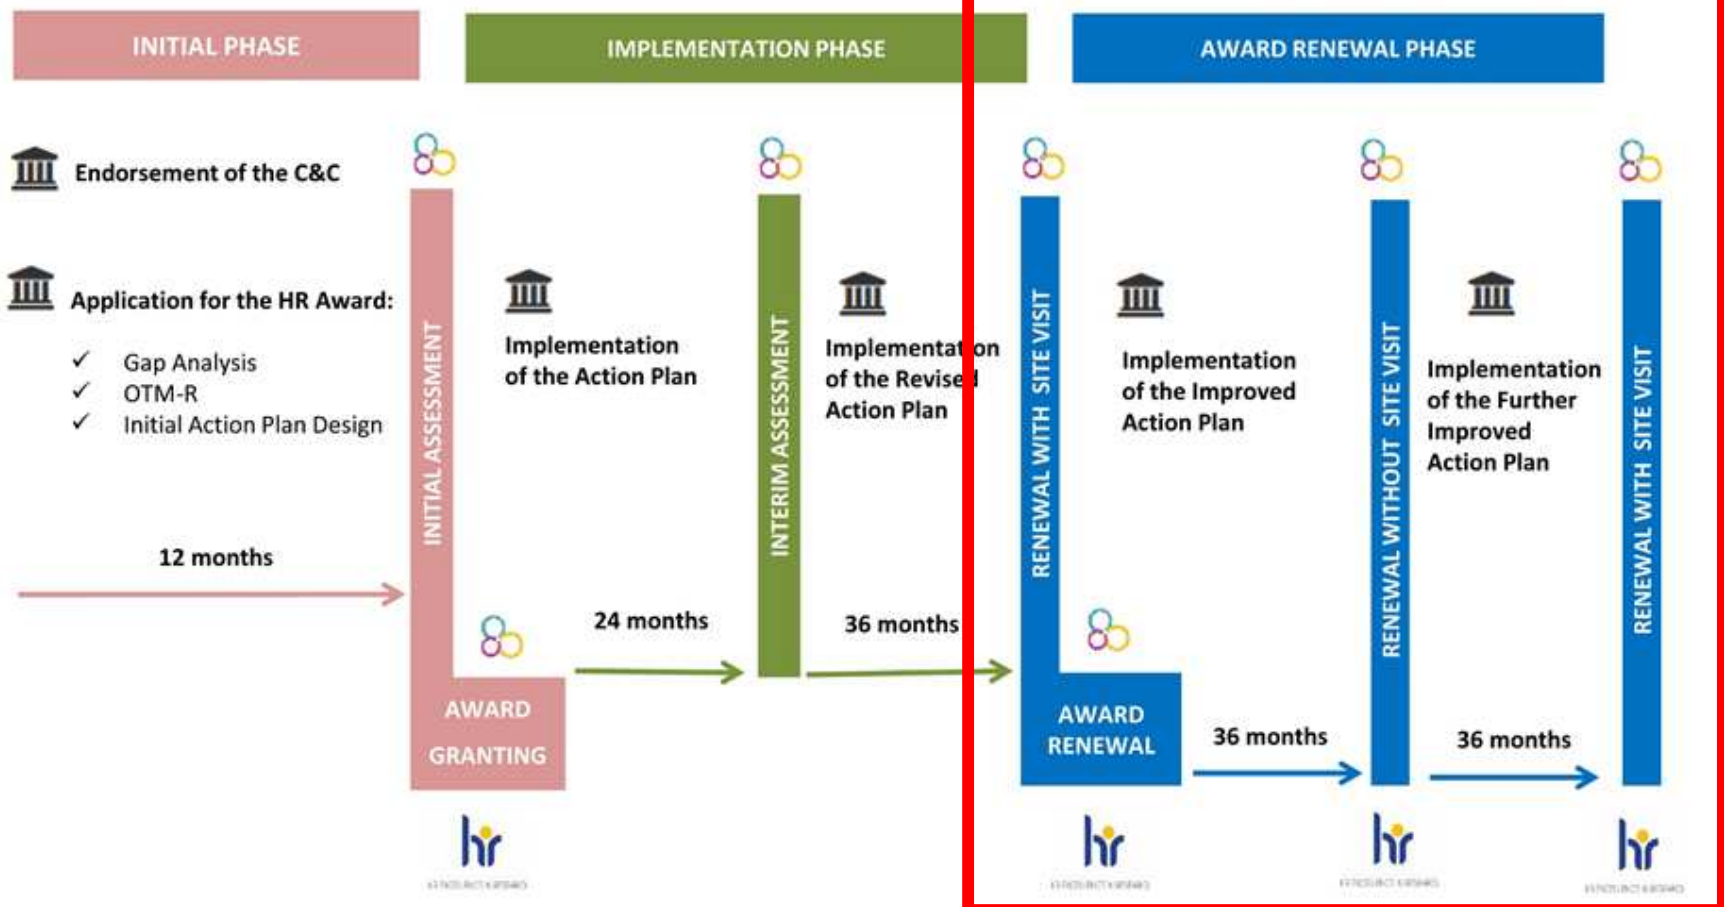 INITIAL PHASE
IMPLEMENTATION PHASE
AWARD RENEWAL PHASE
Endorsement of the C&C
Application for the HR Award:
✓ Gap Analysis
✓ OTM-R
✓ Initial Action Plan Design
12 months
INITIAL ASSESSMENT
AWARD
GRANTING
Implementation
of the Action Plan
24 months
INTERIM ASSESSMENT
Implementation
of the Revised
Action Plan
36 months
RENEWAL WITH SITE VISIT
AWARD
RENEWAL
Implementation
of the Improved
Action Plan
36 months
RENEWAL WITHOUT SITE VISIT
Implementation
of the Further
Improved
Action Plan
36 months
RENEWAL WITH SITE VISIT
hr
hr
hr
hr